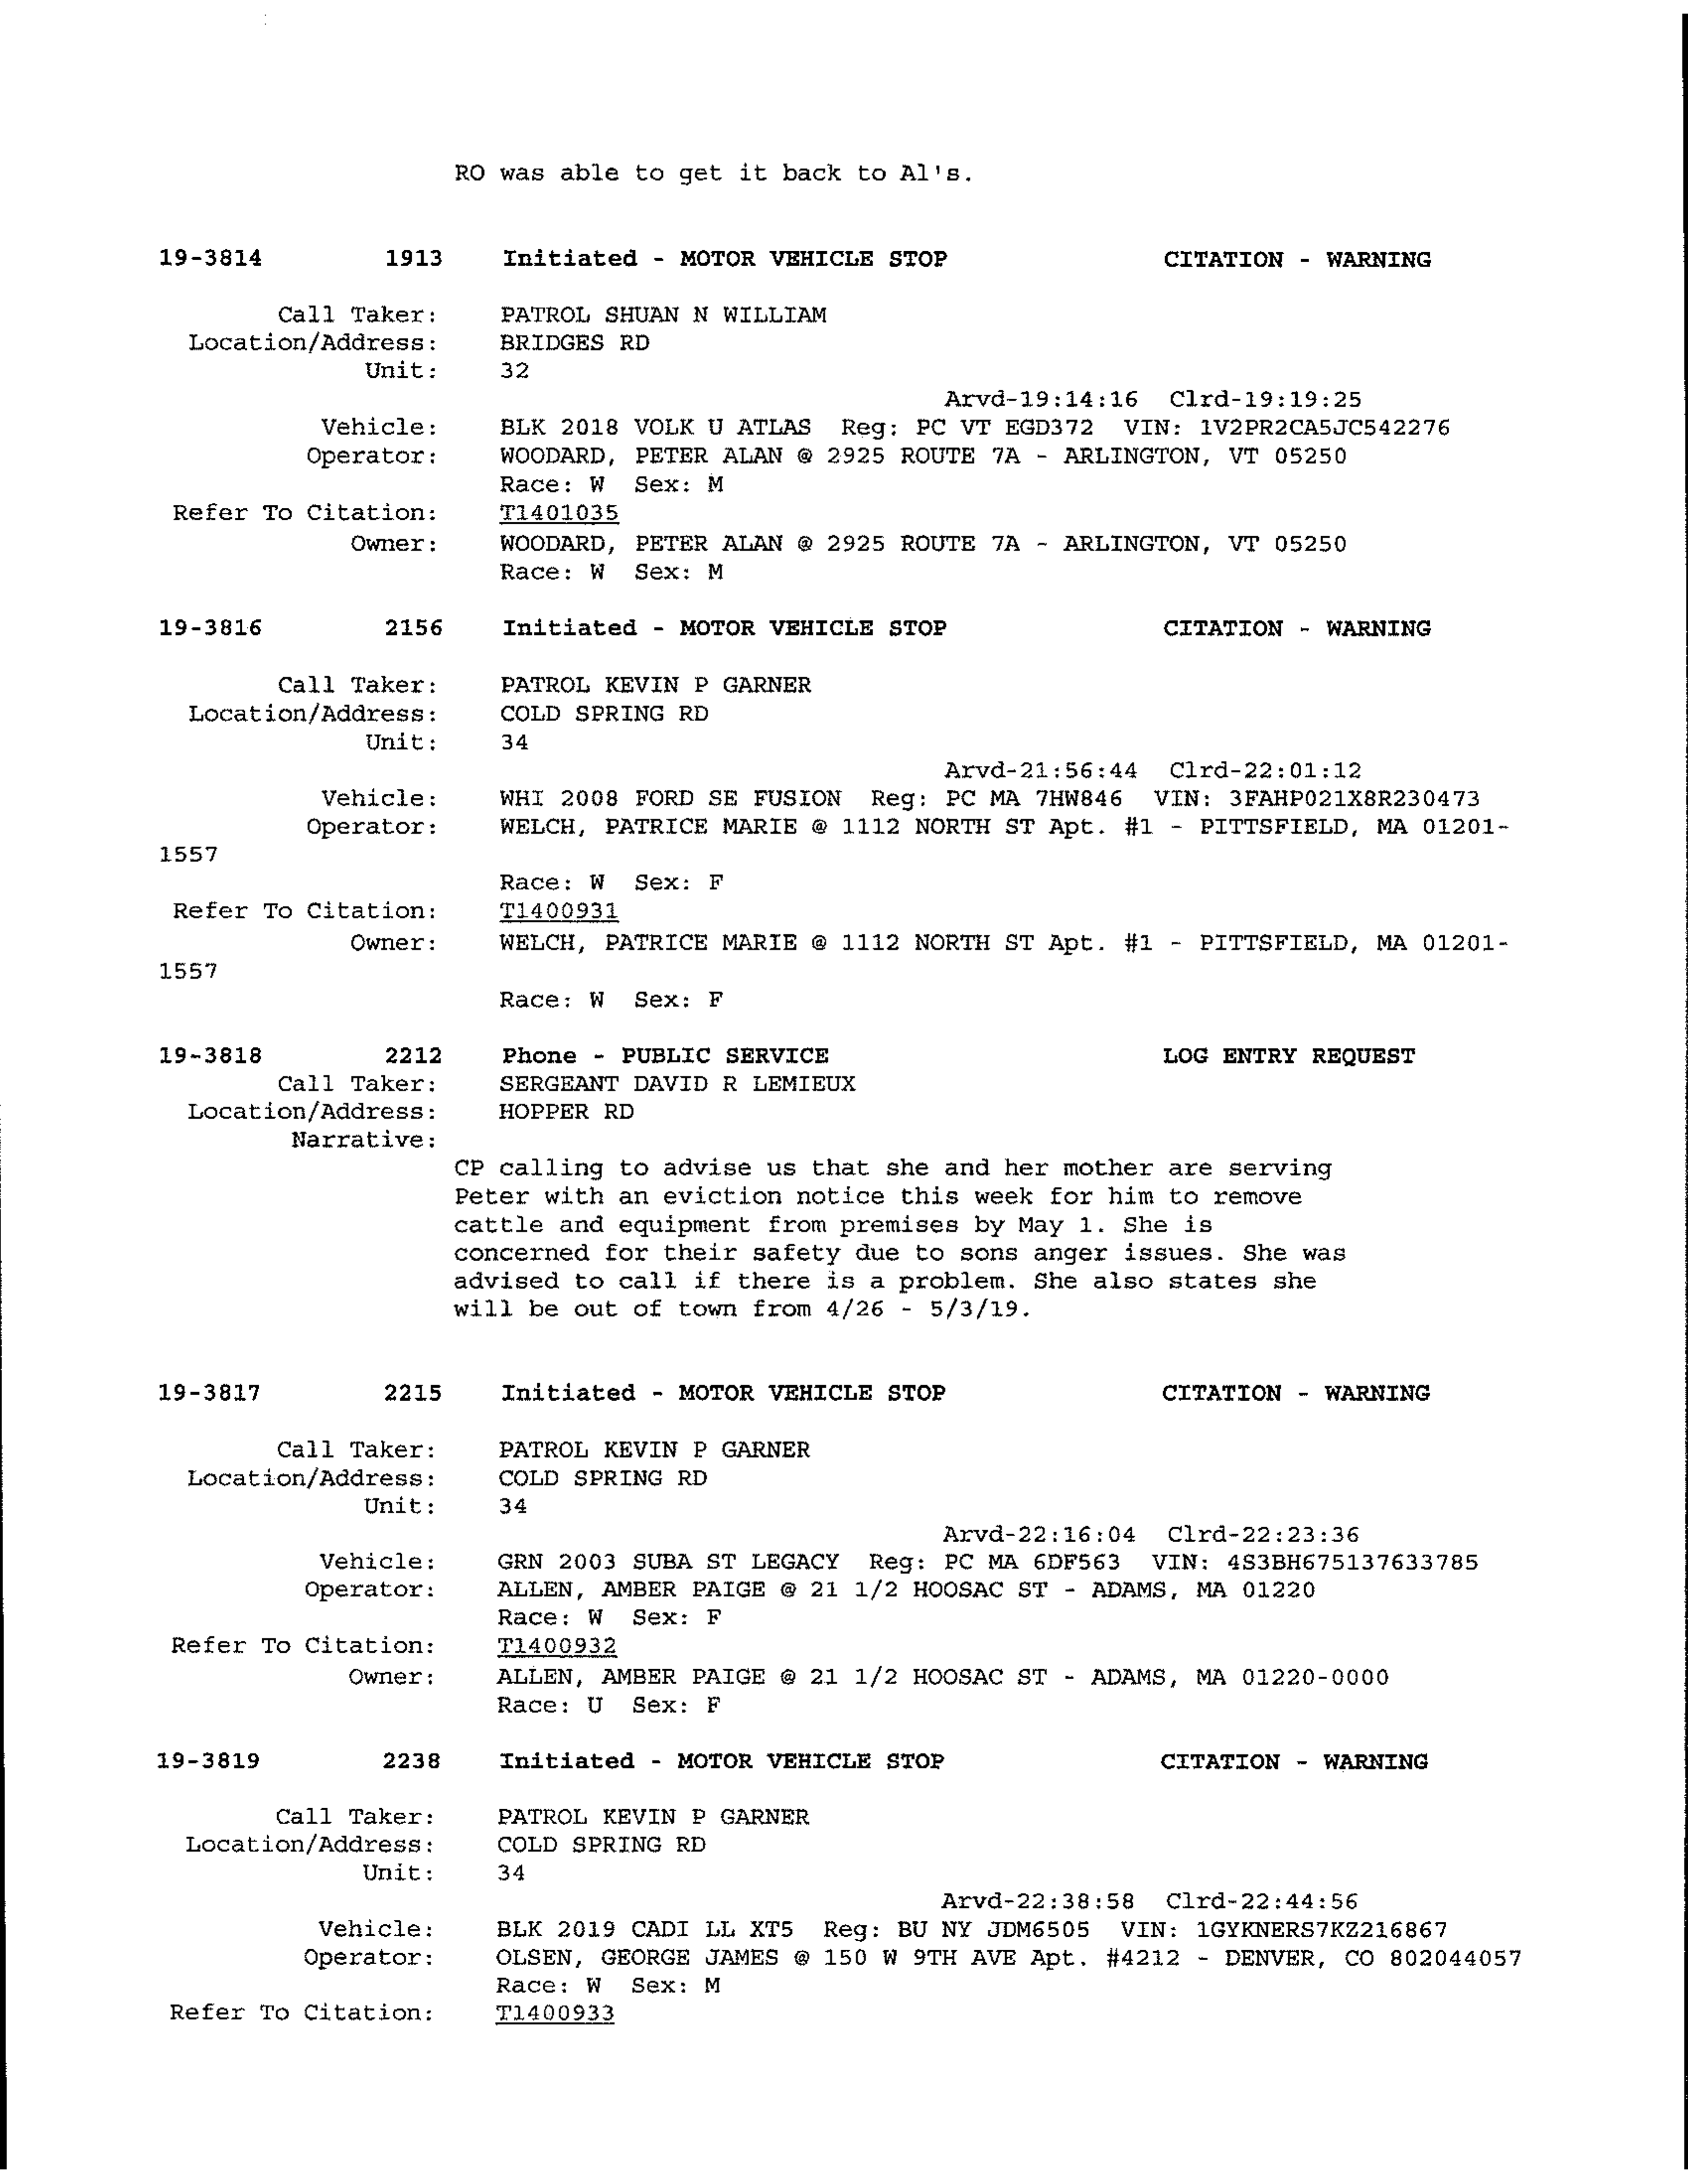 RO was able to get it back to Al's.
19-3814 1913 Initiated - MOTOR VEHICLE STOP CITATION - WARNING
Call Taker: PATROL SHUAN N WILLIAM
Location/Address: BRIDGES RD
Unit: 32
Arvd-19:14:16 Clrd-19:19:25
Vehicle: BLK 2018 VOLK U ATLAS Reg: PC VT EGD372 VIN: 1V2PR2CA5JC542276
Operator: WOODARD, PETER ALAN @ 2925 ROUTE 7A - ARLINGTON, VT 05250
Race: W Sex: M
Refer To Citation: T1401035
Owner: WOODARD, PETER ALAN @ 2925 ROUTE 7A - ARLINGTON, VT 05250
Race: W Sex: M
19-3816 2156 Initiated - MOTOR VEHICLE STOP CITATION - WARNING
Call Taker: PATROL KEVIN P GARNER
Location/Address: COLD SPRING RD
Unit: 34
Arvd-21:56:44 Clrd-22:01:12
Vehicle: WHI 2008 FORD SE FUSION Reg: PC MA 7HW846 VIN: 3FAHP021X8R230473
Operator: WELCH, PATRICE MARIE @ 1112 NORTH ST Apt. #1 - PITTSFIELD, MA 01201-
1557
Race: W Sex: F
Refer To Citation: T1400931
Owner: WELCH, PATRICE MARIE @ 1112 NORTH ST Apt. #1 - PITTSFIELD, MA 01201-
1557
Race: W Sex: F
19-3818 2212 Phone - PUBLIC SERVICE LOG ENTRY REQUEST
Call Taker: SERGEANT DAVID R LEMIEUX
Location/Address: HOPPER RD
Narrative:
CP calling to advise us that she and her mother are serving
Peter with an eviction notice this week for him to remove
cattle and equipment from premises by May 1. She is
concerned for their safety due to sons anger issues. She was
advised to call if there is a problem. She also states she
will be out of town from 4/26 - 5/3/19.
19-3817 2215 Initiated - MOTOR VEHICLE STOP CITATION - WARNING
Call Taker: PATROL KEVIN P GARNER
Location/Address: COLD SPRING RD
Unit: 34
Arvd-22:16:04 Clrd-22:23:36
Vehicle: GRN 2003 SUBA ST LEGACY Reg: PC MA 6DF563 VIN: 4S3BH675137633785
Operator: ALLEN, AMBER PAIGE @ 21 1/2 HOOSAC ST - ADAMS, MA 01220
Race: W Sex: F
Refer To Citation: T1400932
Owner: ALLEN, AMBER PAIGE @ 21 1/2 HOOSAC ST - ADAMS, MA 01220-0000
Race: U Sex: F
19-3819 2238 Initiated - MOTOR VEHICLE STOP CITATION - WARNING
Call Taker: PATROL KEVIN P GARNER
Location/Address: COLD SPRING RD
Unit: 34
Arvd-22:38:58 Clrd-22:44:56
Vehicle: BLK 2019 CADI LL XT5 Reg: BU NY JDM6505 VIN: 1GYKNERS7KZ216867
Operator: OLSEN, GEORGE JAMES @ 150 W 9TH AVE Apt. #4212 - DENVER, CO 802044057
Race: W Sex: M
Refer To Citation: T1400933